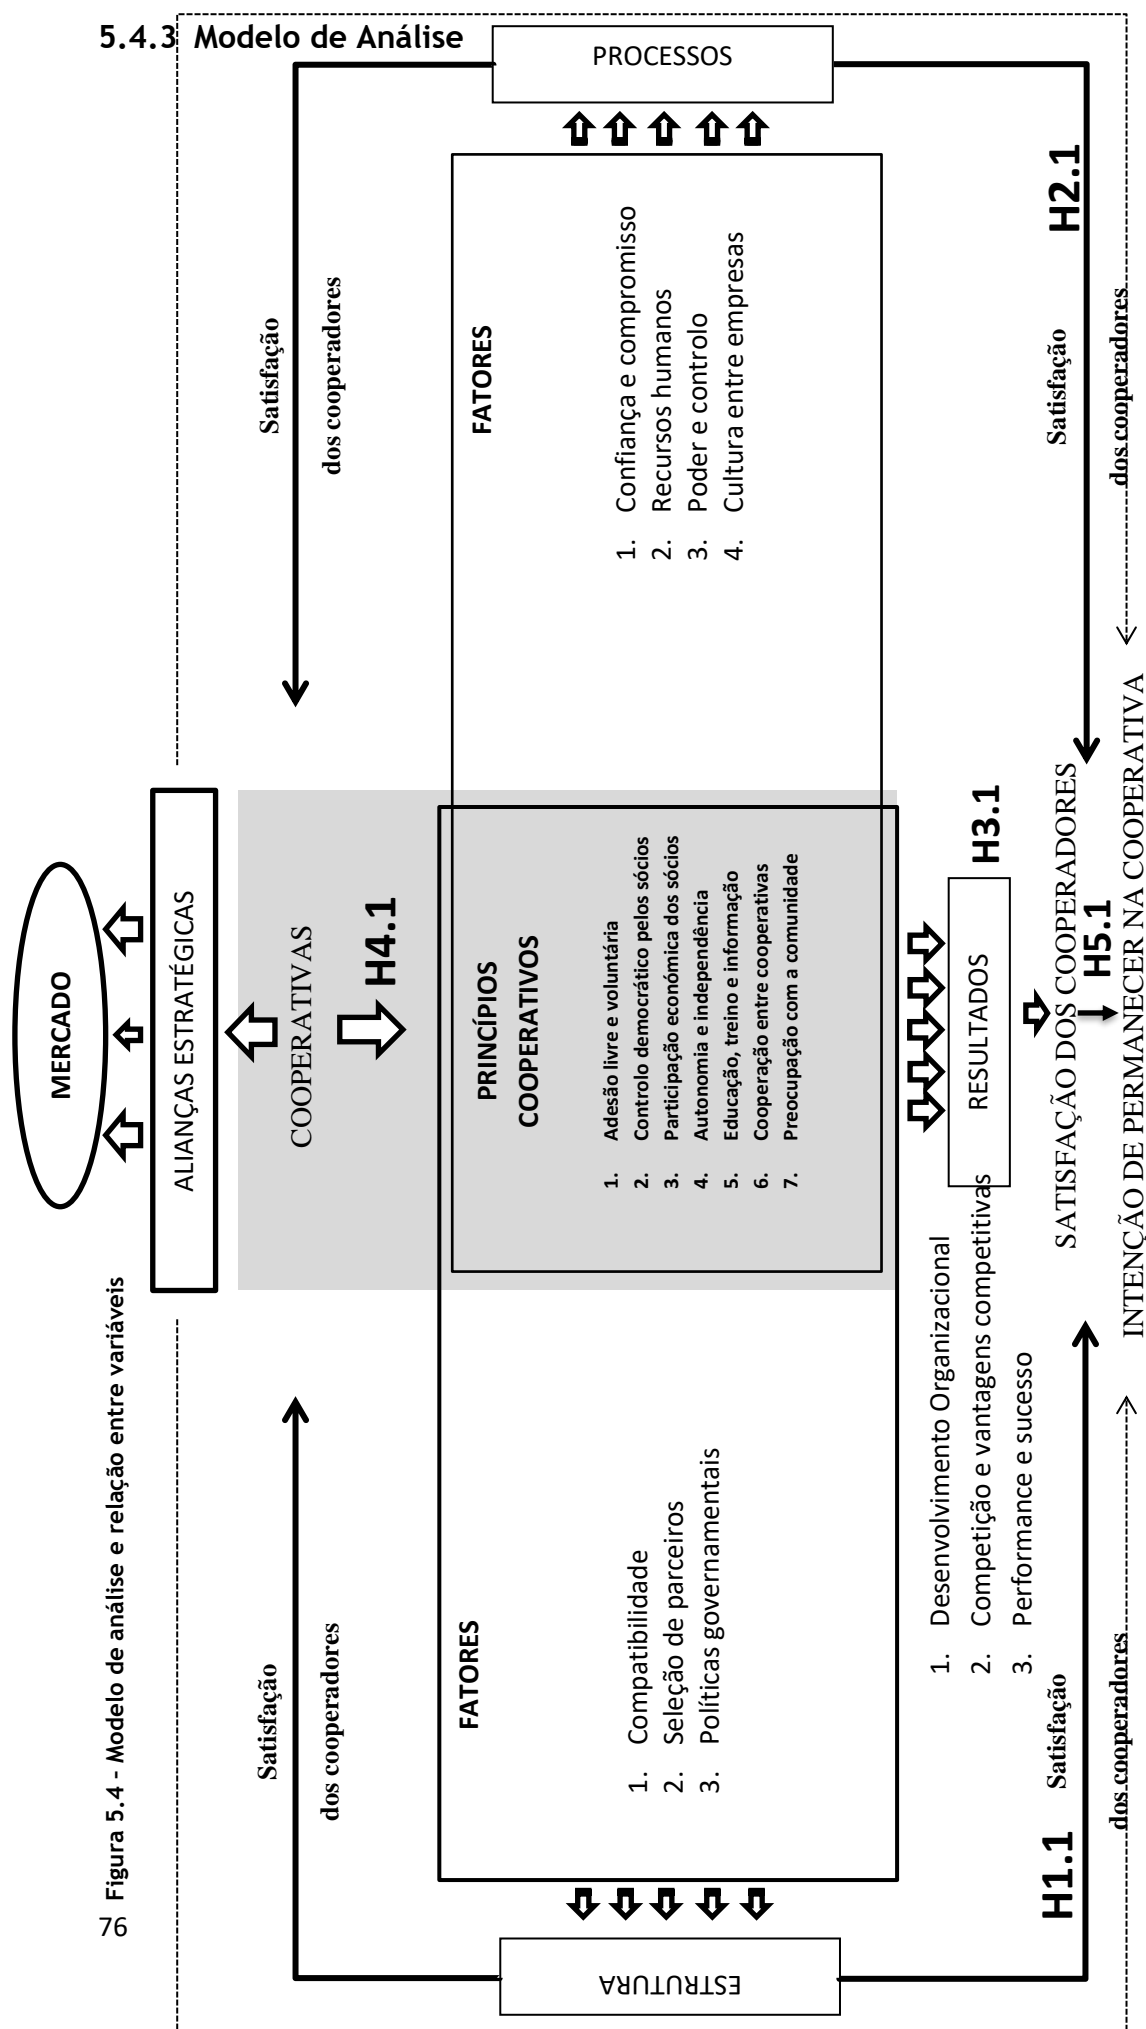 5.4.3 Modelo de Análise
Figura 5.4 - Modelo de análise e relação entre variáveis
76
MERCADO
ALIANÇAS ESTRATÉGICAS
COOPERATIVAS
H4.1
Satisfação
dos cooperadores
Satisfação
dos cooperadores
ESTRUTURA
FATORES
1. Compatibilidade
2. Seleção de parceiros
3. Políticas governamentais
PRINCÍPIOS
COOPERATIVOS
1. Adesão livre e voluntária
2. Controlo democrático pelos sócios
3. Participação económica dos sócios
4. Autonomia e independência
5. Educação, treino e informação
6. Cooperação entre cooperativas
7. Preocupação com a comunidade
FATORES
1. Confiança e compromisso
2. Recursos humanos
3. Poder e controlo
4. Cultura entre empresas
PROCESSOS
1. Desenvolvimento Organizacional
2. Competição e vantagens competitivas
3. Performance e sucesso
RESULTADOS
H3.1
H1.1
Satisfação
dos cooperadores
SATISFAÇÃO DOS COOPERADORES
H5.1
INTENÇÃO DE PERMANECER NA COOPERATIVA
Satisfação
dos cooperadores
H2.1